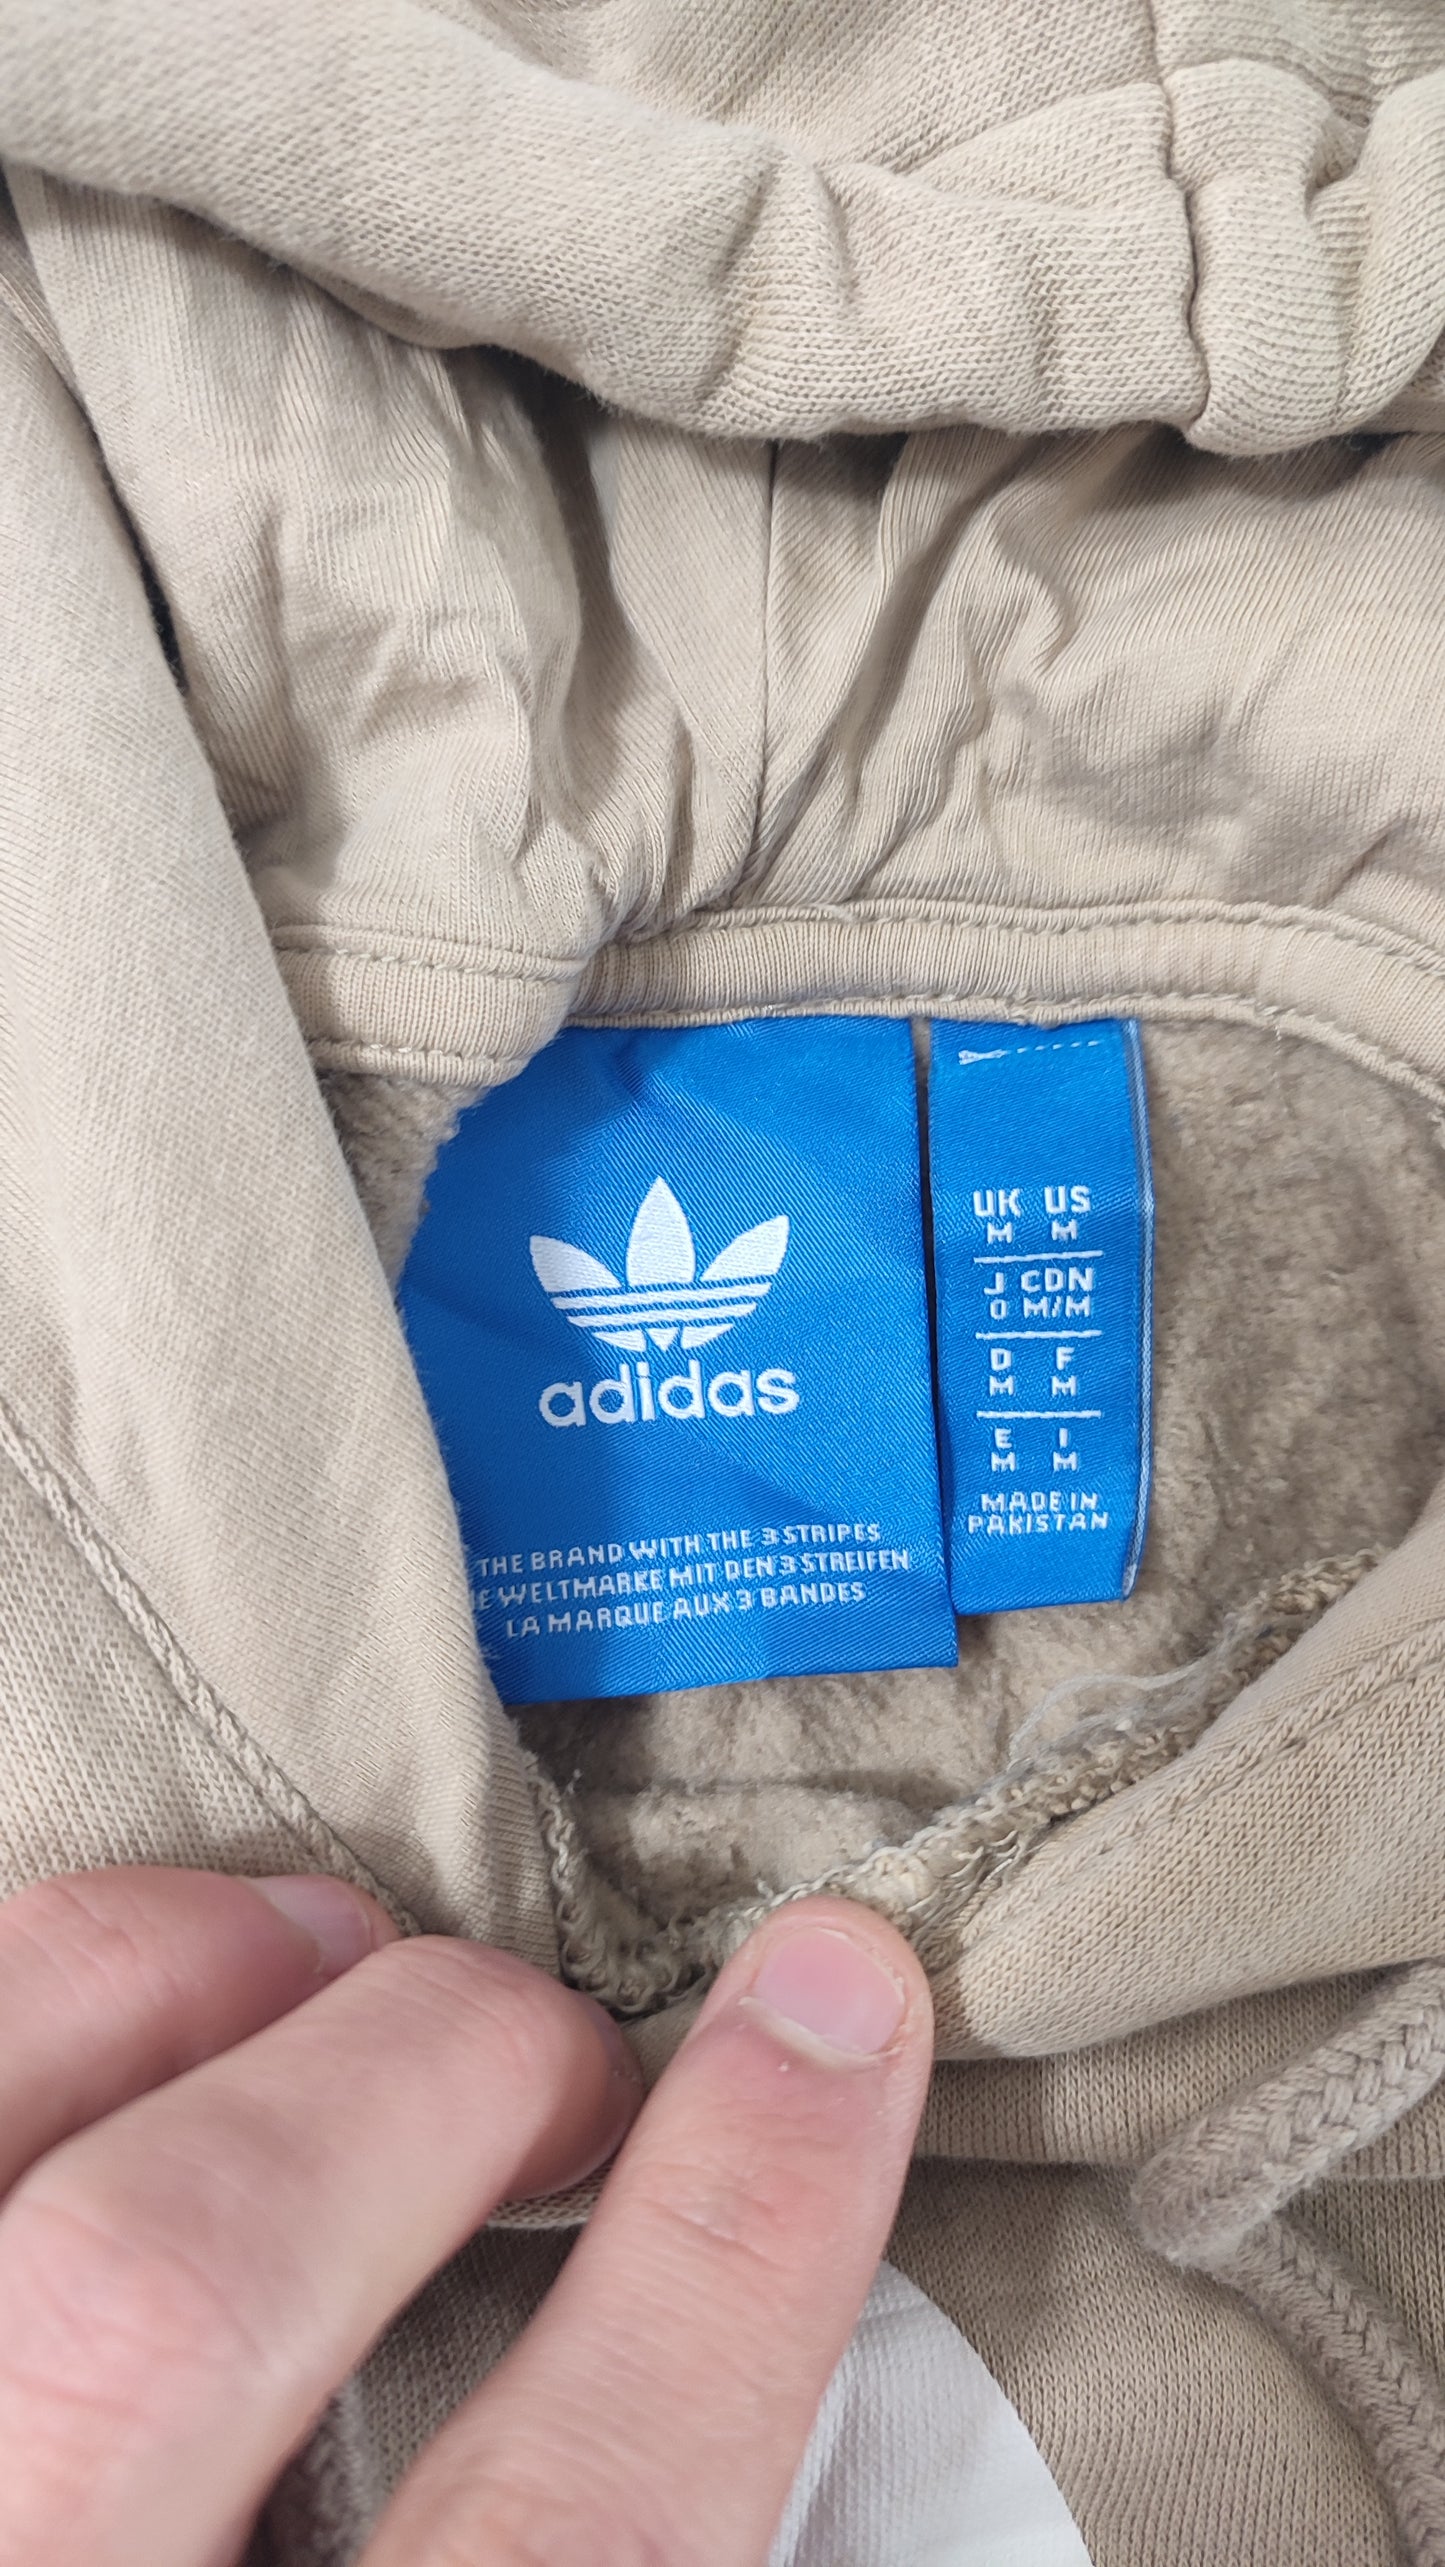 adidas
THE BRAND WITH THE 3 STRIPES
WELTMARKE MIT DEN 3 STREIFEN
LA MARQUE AUX 3 BANDES
UK US
M M
J CDN
O M/M
D F
M M
E I
M M
MADE IN
PAKISTAN